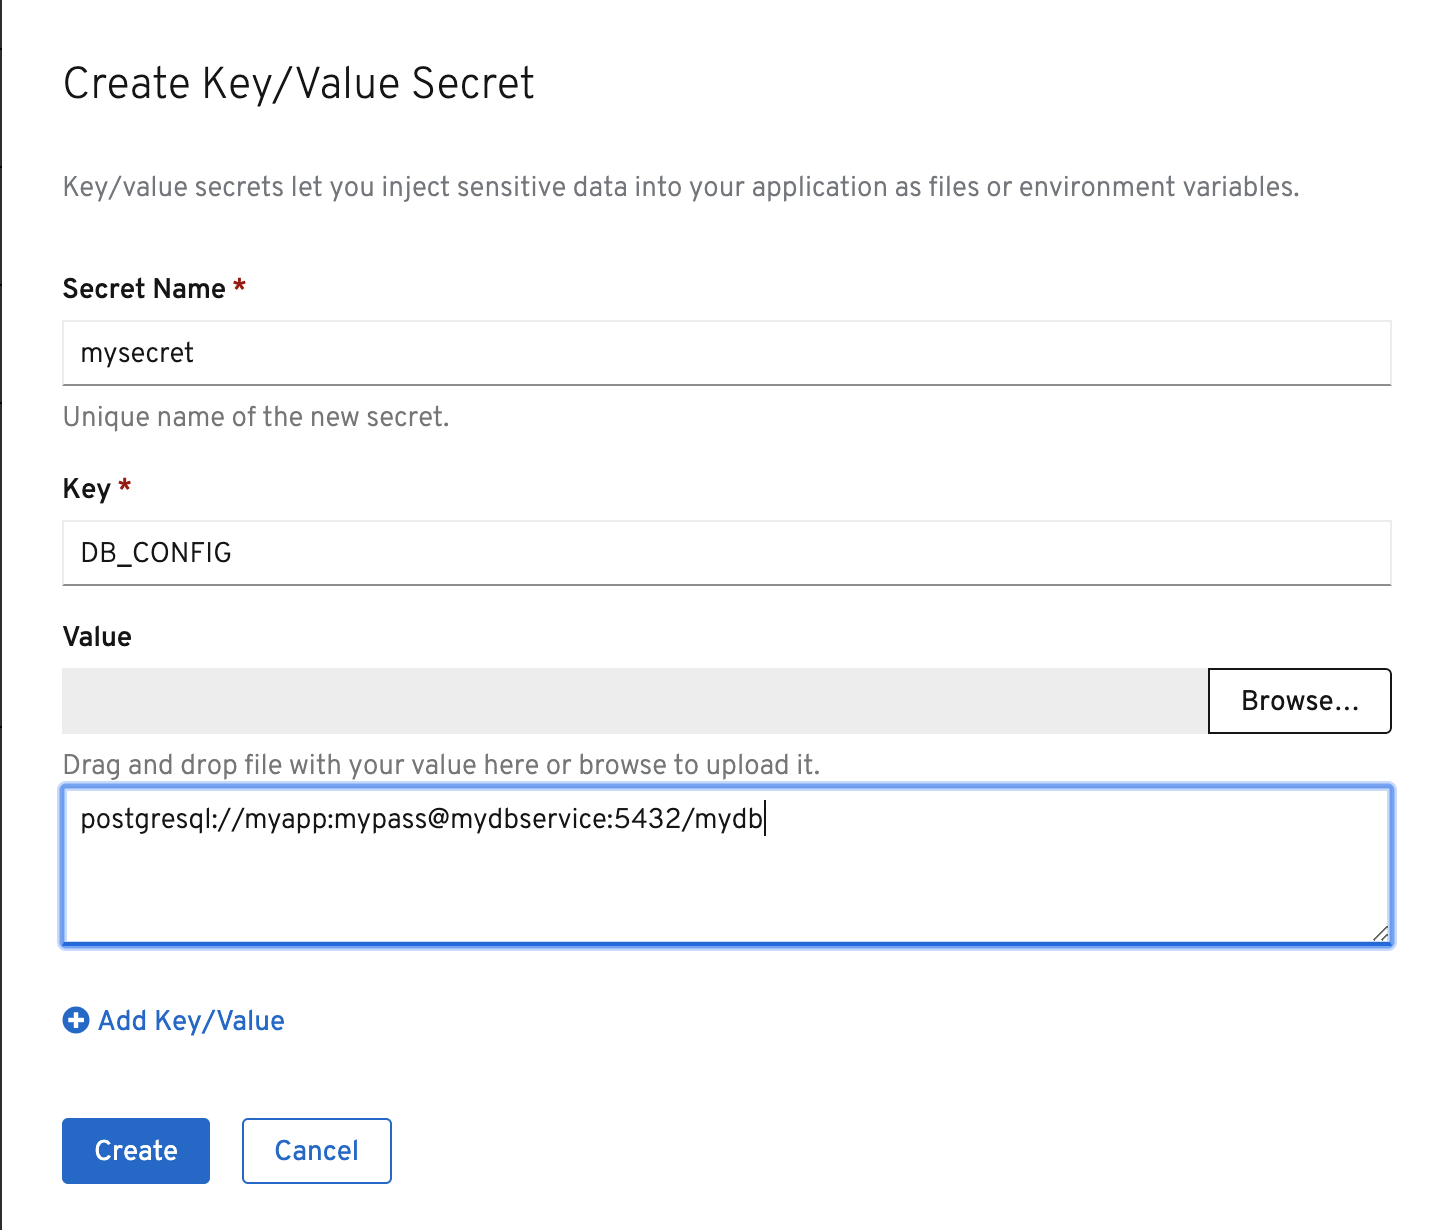 Create Key/Value Secret
Key/value secrets let you inject sensitive data into your application as files or environment variables.
Secret Name *
mysecret
Unique name of the new secret.
Key *
DB_CONFIG
Value
Browse...
Drag and drop file with your value here or browse to upload it.
postgresql://myapp:mypass@mydbservice:5432/mydb
Add Key/Value
Create Cancel